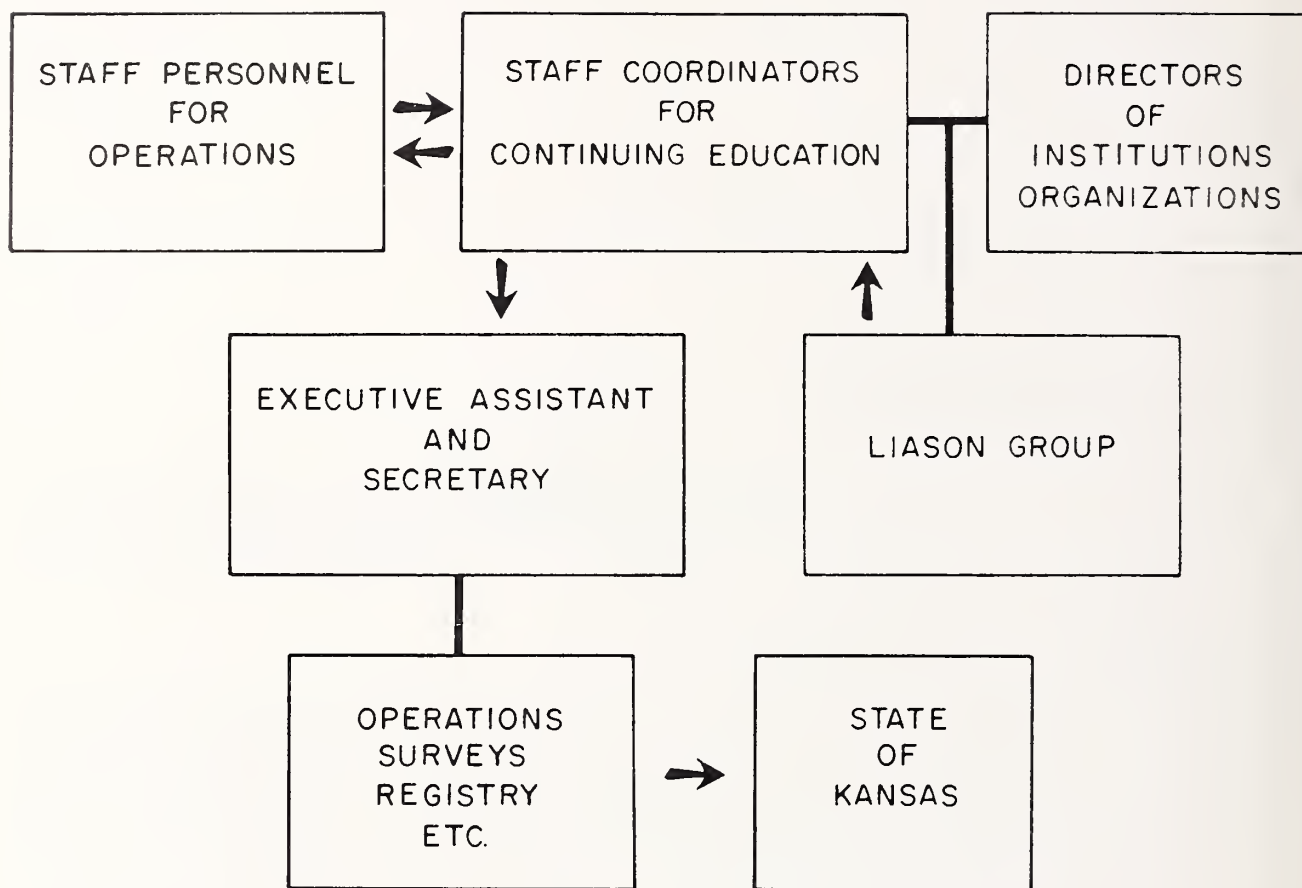 STAFF PERSONNEL
FOR
OPERATIONS
STAFF COORDINATORS
FOR
CONTINUING EDUCATION
DIRECTORS
OF
INSTITUTIONS
ORGANIZATIONS
EXECUTIVE ASSISTANT
AND
SECRETARY
LIASON GROUP
OPERATIONS
SURVEYS
REGISTRY
ETC.
STATE
OF
KANSAS